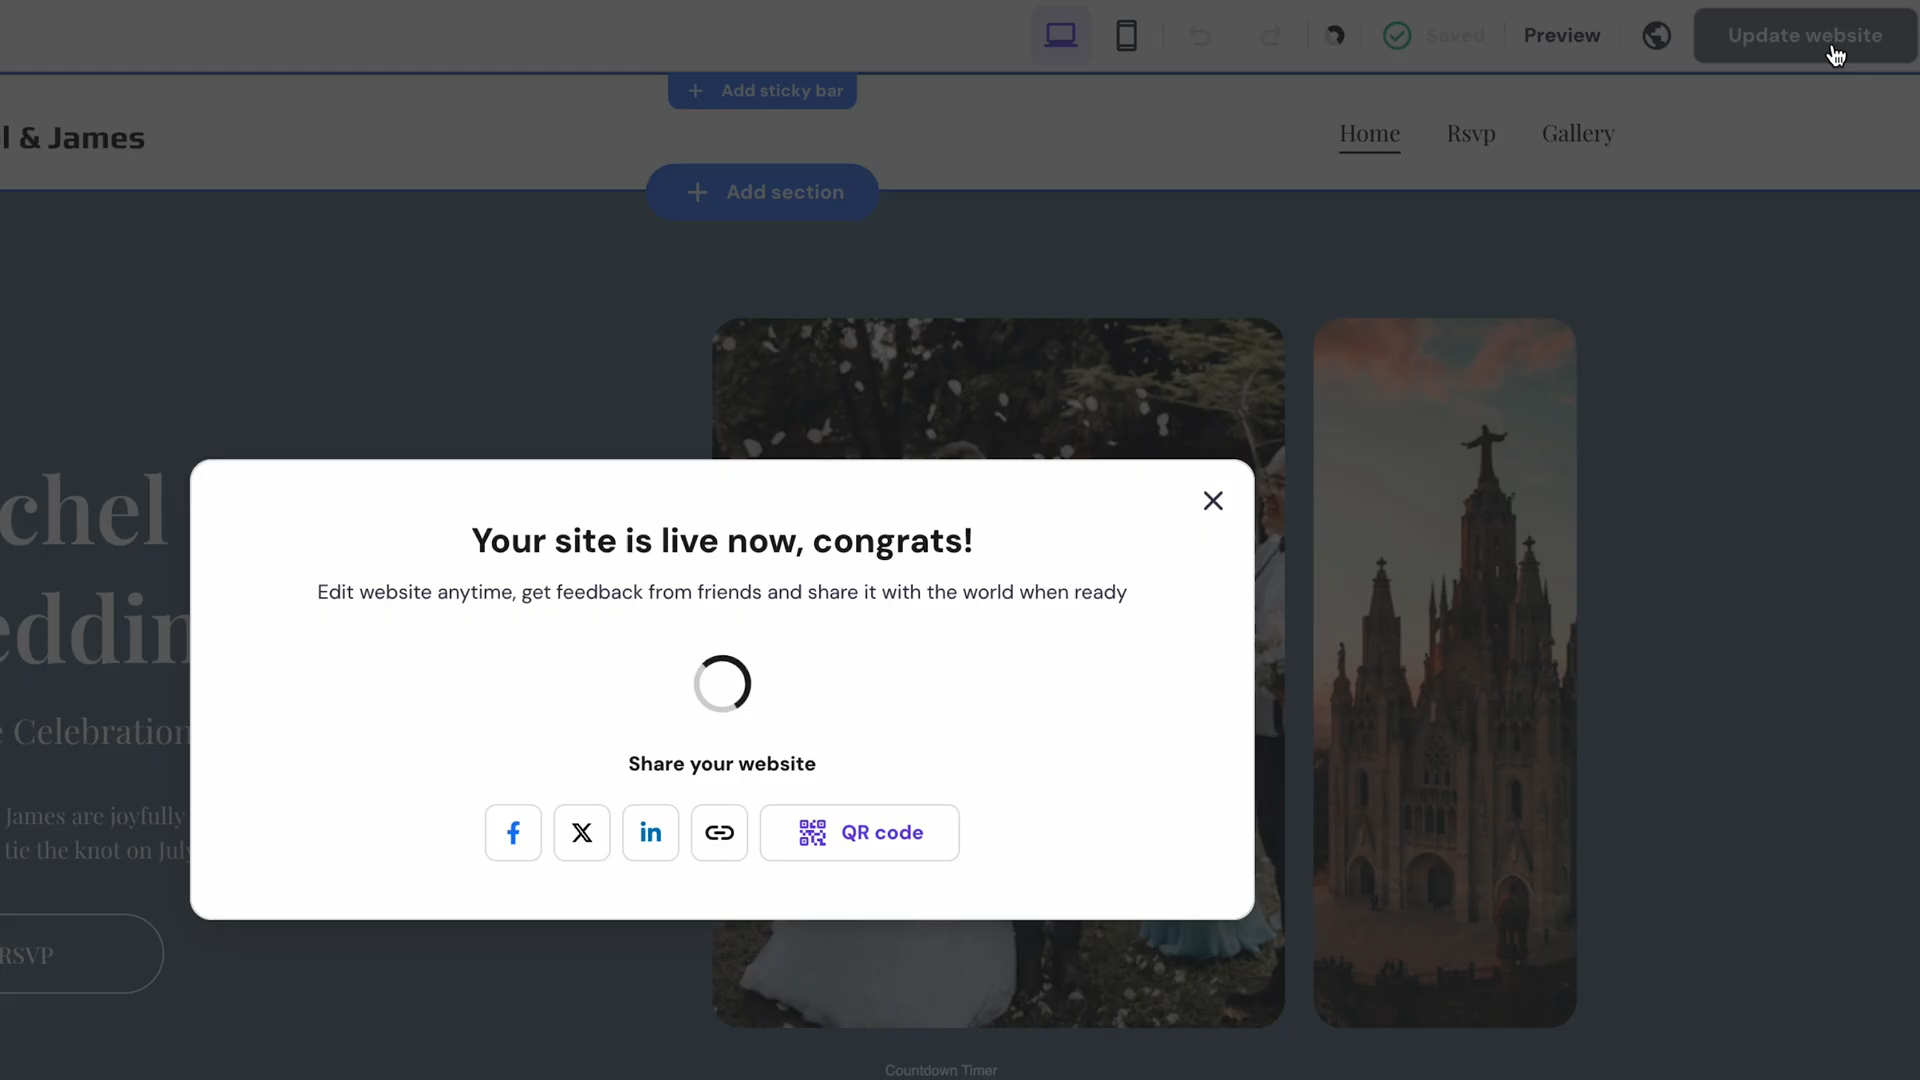 Saved
Preview
Update website
Add sticky bar
l & James
Home
Rsvp
Gallery
Add section
chel
eddin
e Celebration
James are joyfully
tie the knot on July
RSVP
Your site is live now, congrats!
Edit website anytime, get feedback from friends and share it with the world when ready
Share your website
QR code
Countdown Timer